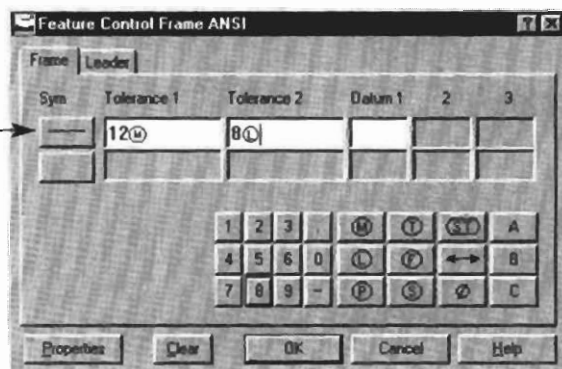 Feature Control Frame ANSI
Frame Leader
Sym Tolerance 1 Tolerance 2 Datum 1 2 3
12Ⓜ 8Ⓛ
1 2 3 . Ⓜ Ⓣ ST A
4 5 6 0 Ⓛ Ⓕ ↔ B
7 8 9 - Ⓟ Ⓢ Ø C
Properties Clear OK Cancel Help